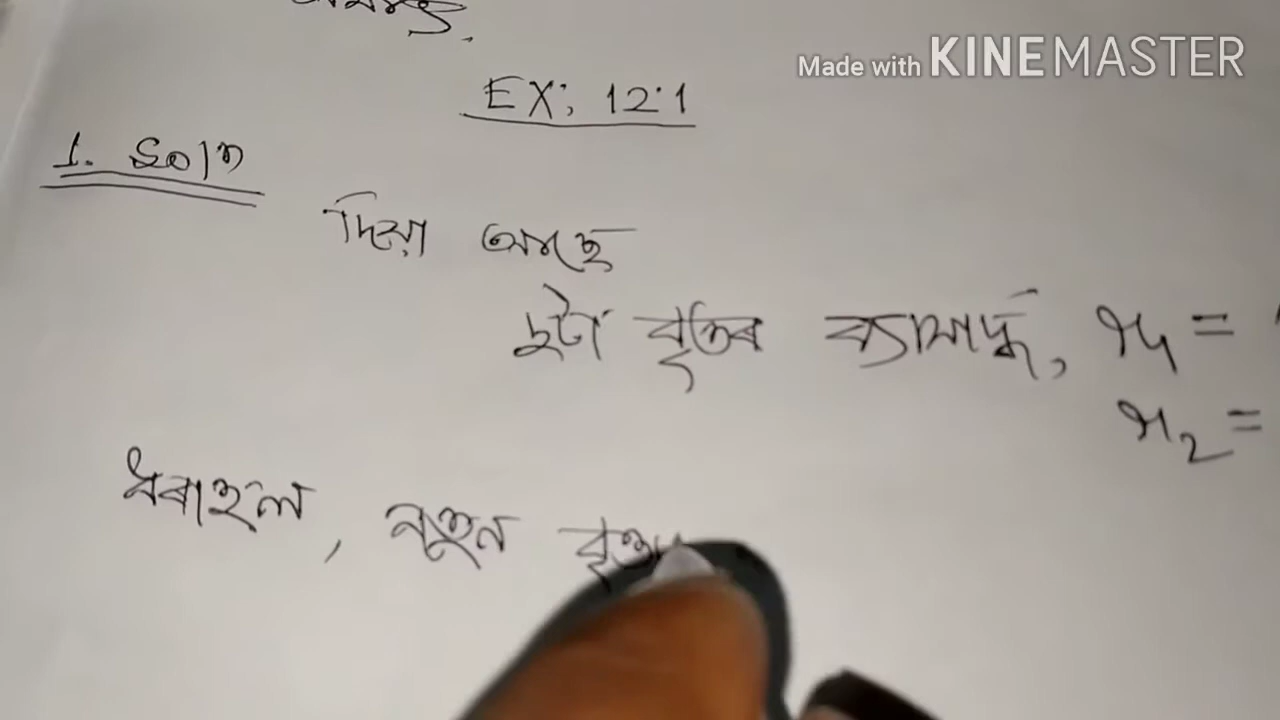 Made with KINEMASTER
EX: 12.1
1. Soln
দিয়া আছে
দুটা বৃত্তৰ ব্যাসাৰ্দ্ধ, r₁ =
r₂ =
ধৰাহ'ল, নতুন